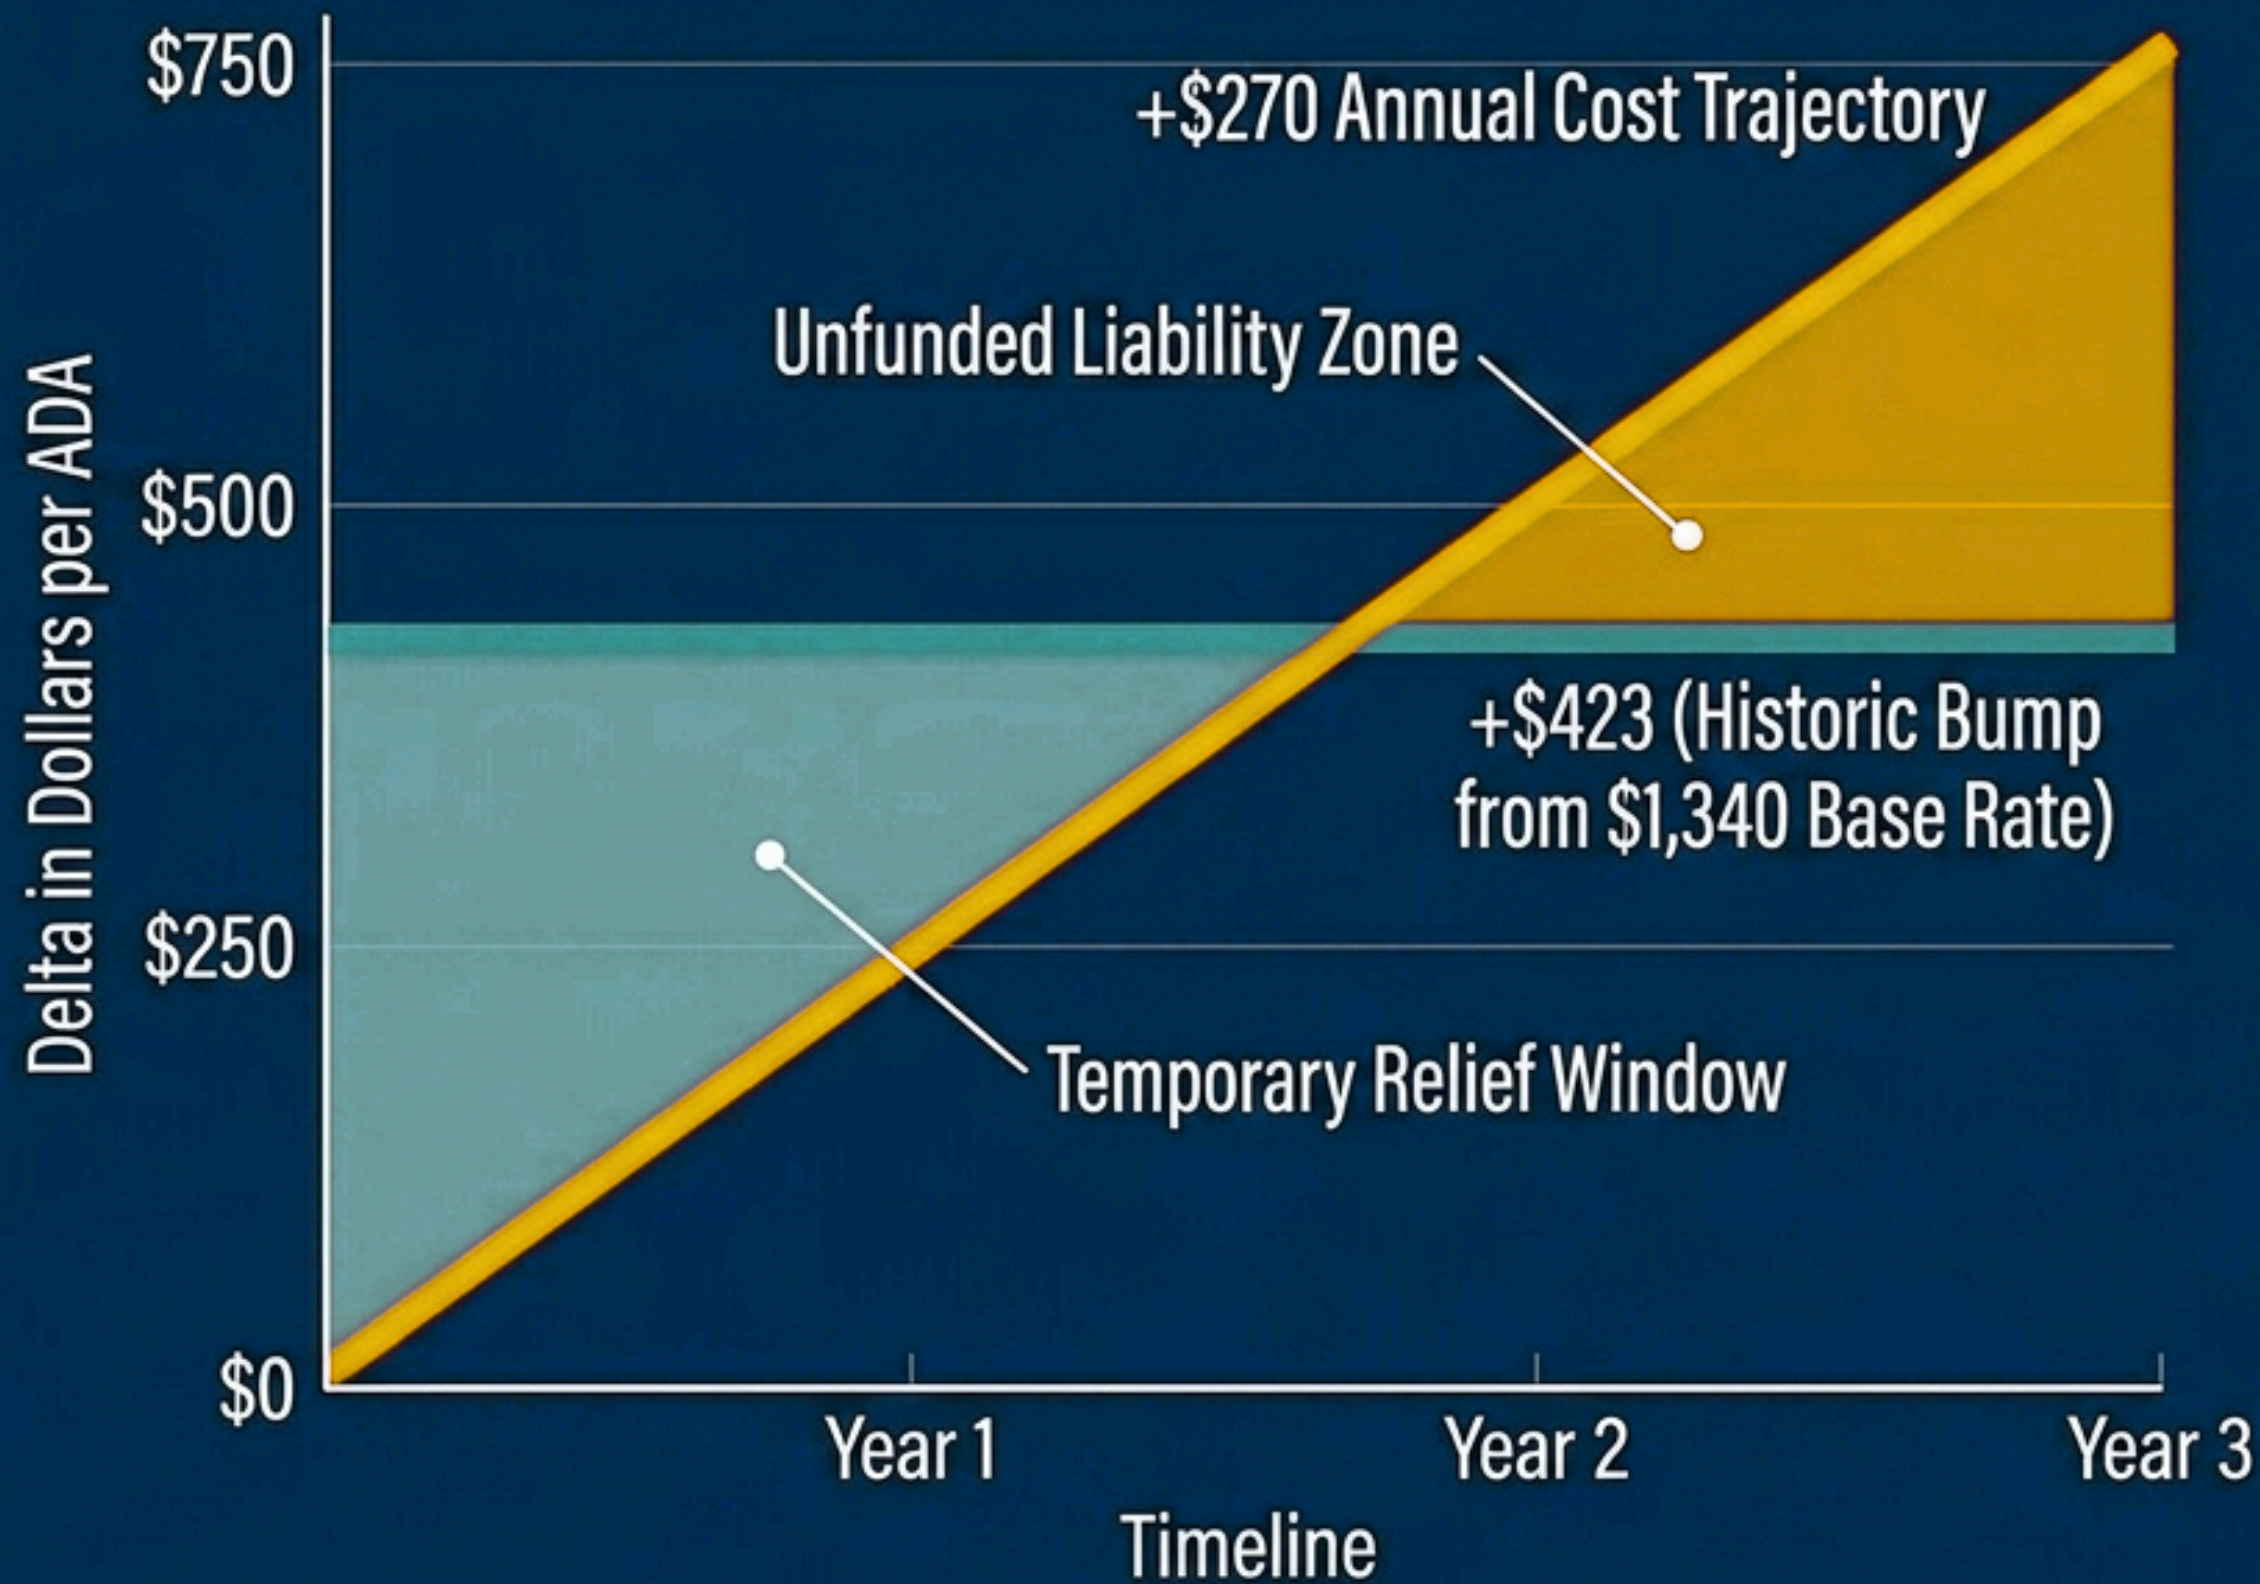 $750
+$270 Annual Cost Trajectory
Unfunded Liability Zone
$500
+$423 (Historic Bump
from $1,340 Base Rate)
Delta in Dollars per ADA
$250
Temporary Relief Window
$0
Year 1
Year 2
Year 3
Timeline